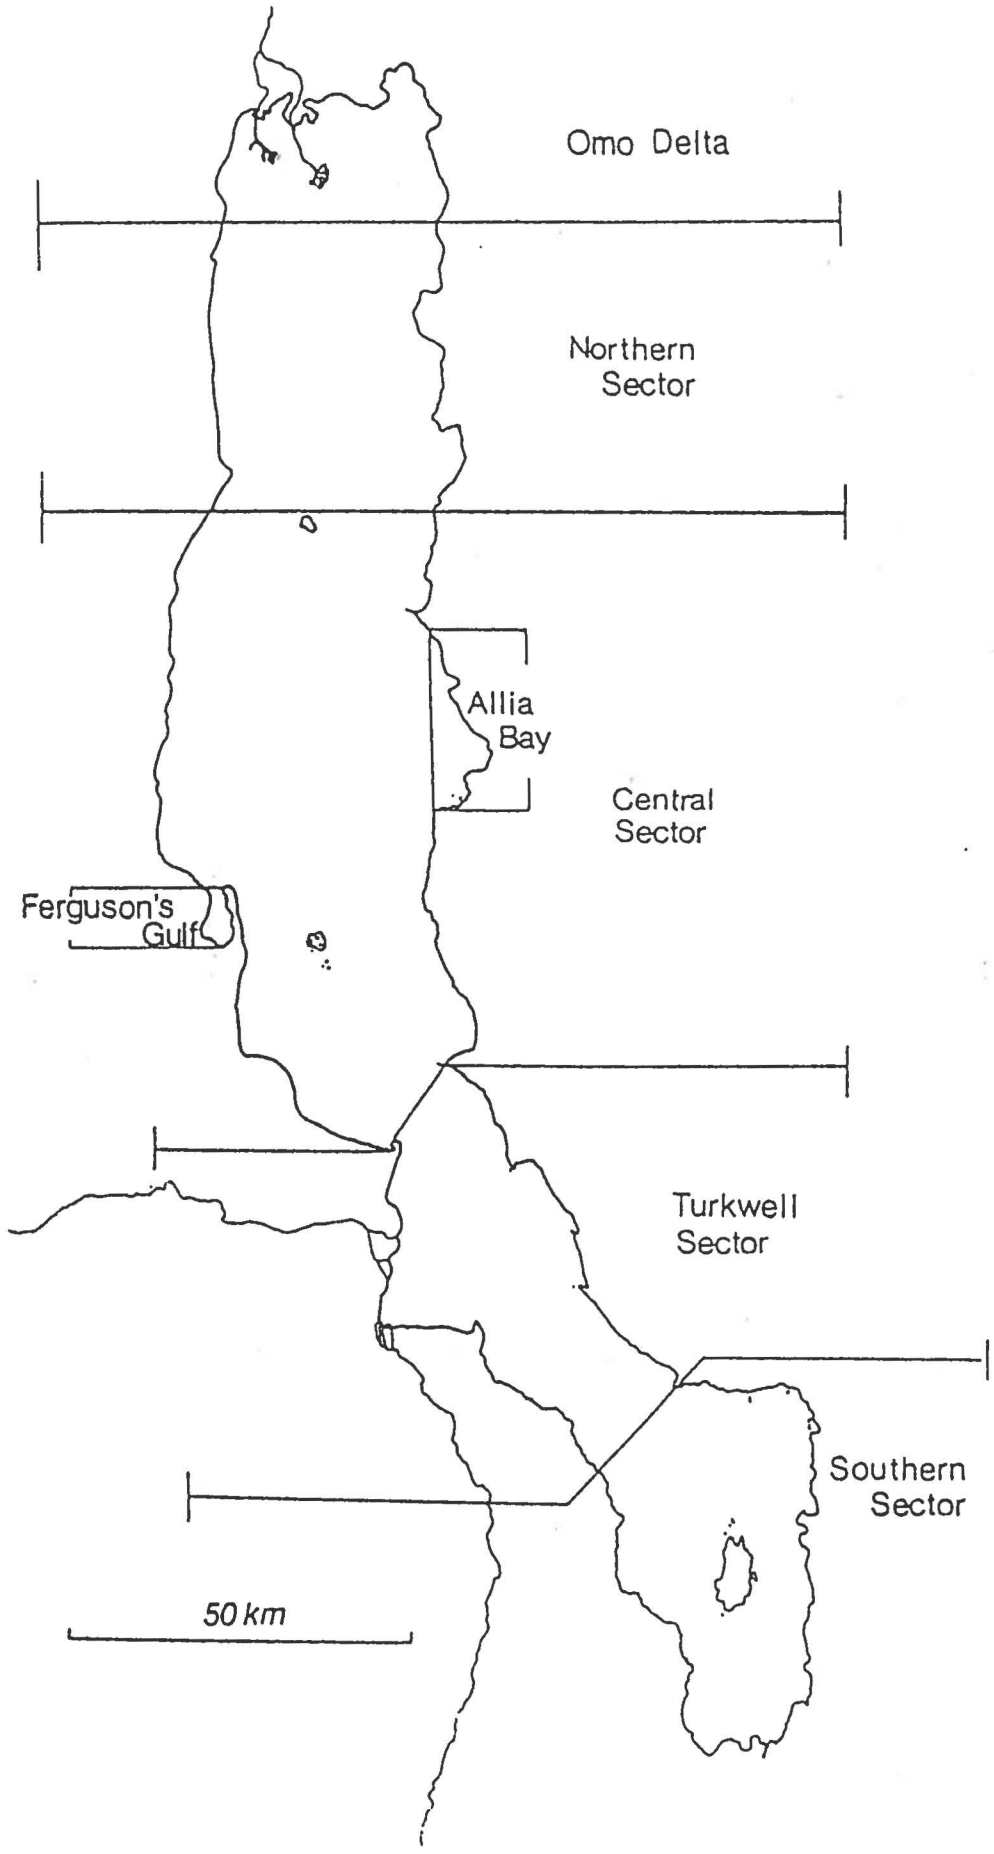 Omo Delta
Northern
Sector
Allia
Bay
Central
Sector
Ferguson's
Gulf
Turkwell
Sector
Southern
Sector
50 km